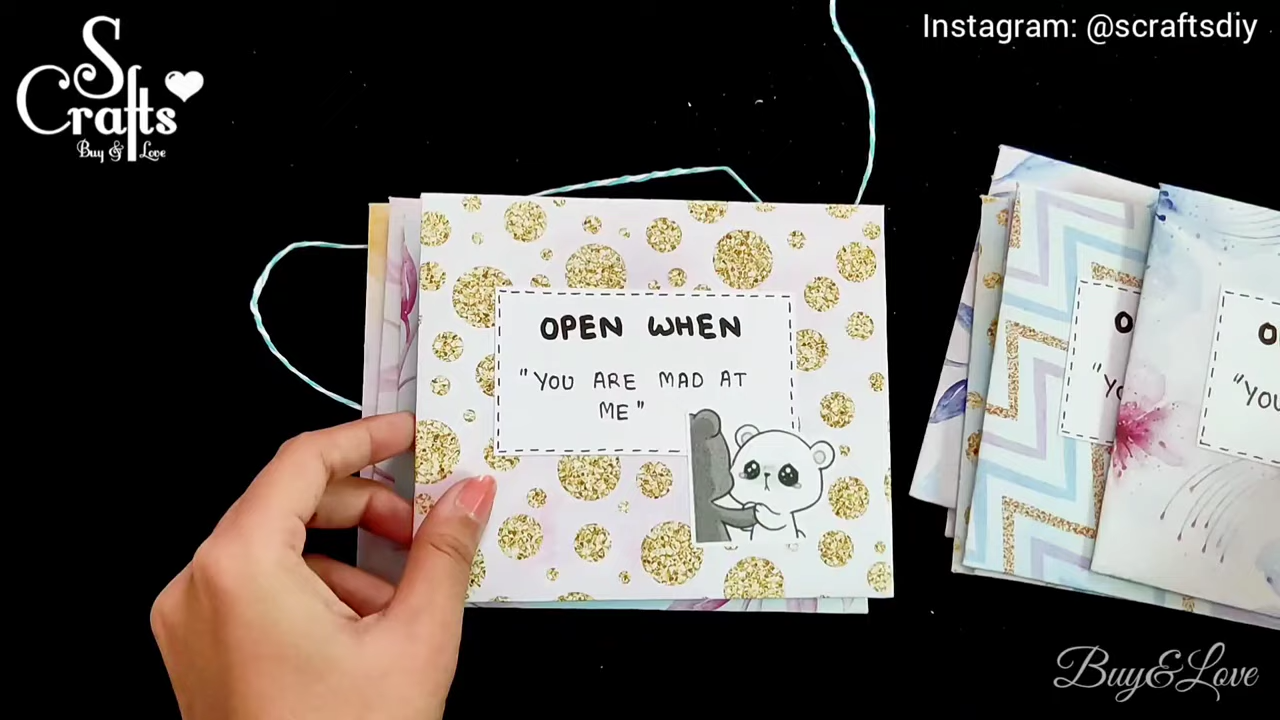 S
Crafts
Buy & Love
Instagram: @scraftsdiy
OPEN WHEN
"YOU ARE MAD AT
ME"
Buy&Love